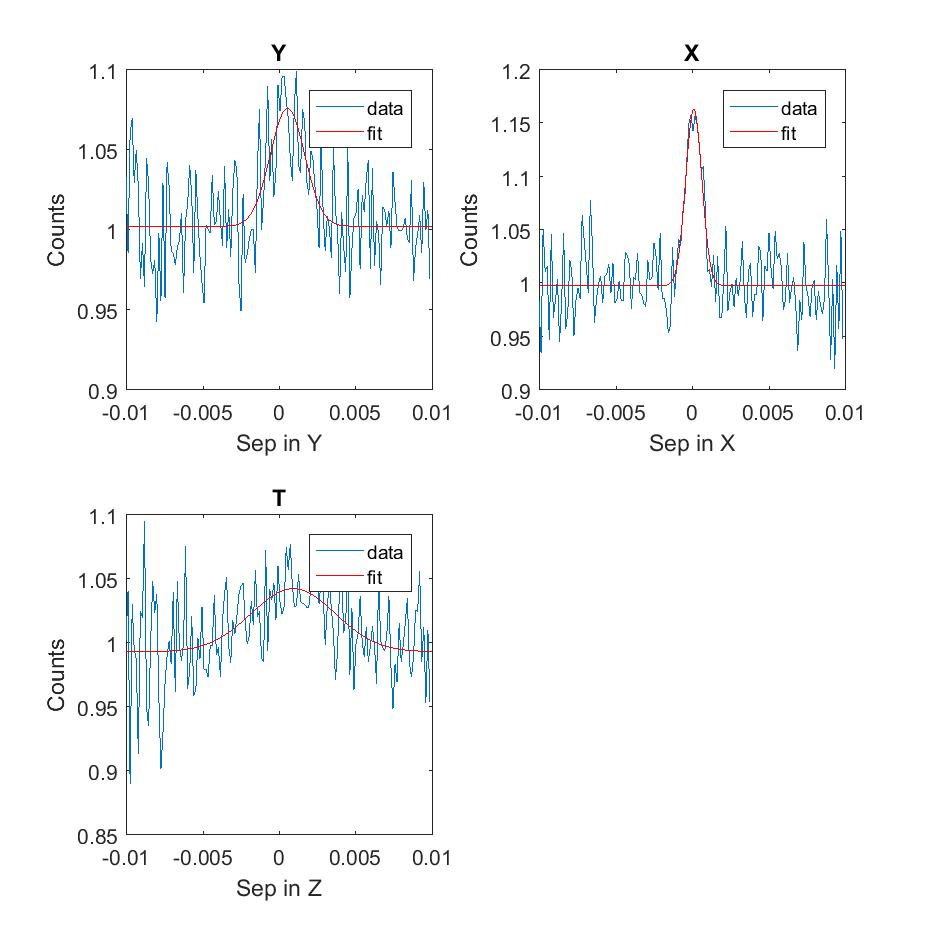 Y
1.1
1.05
1
0.95
0.9
Counts
-0.01 -0.005 0 0.005 0.01
Sep in Y
data
fit
X
1.2
1.15
1.1
1.05
1
0.95
0.9
Counts
-0.01 -0.005 0 0.005 0.01
Sep in X
data
fit
T
1.1
1.05
1
0.95
0.9
0.85
Counts
-0.01 -0.005 0 0.005 0.01
Sep in Z
data
fit